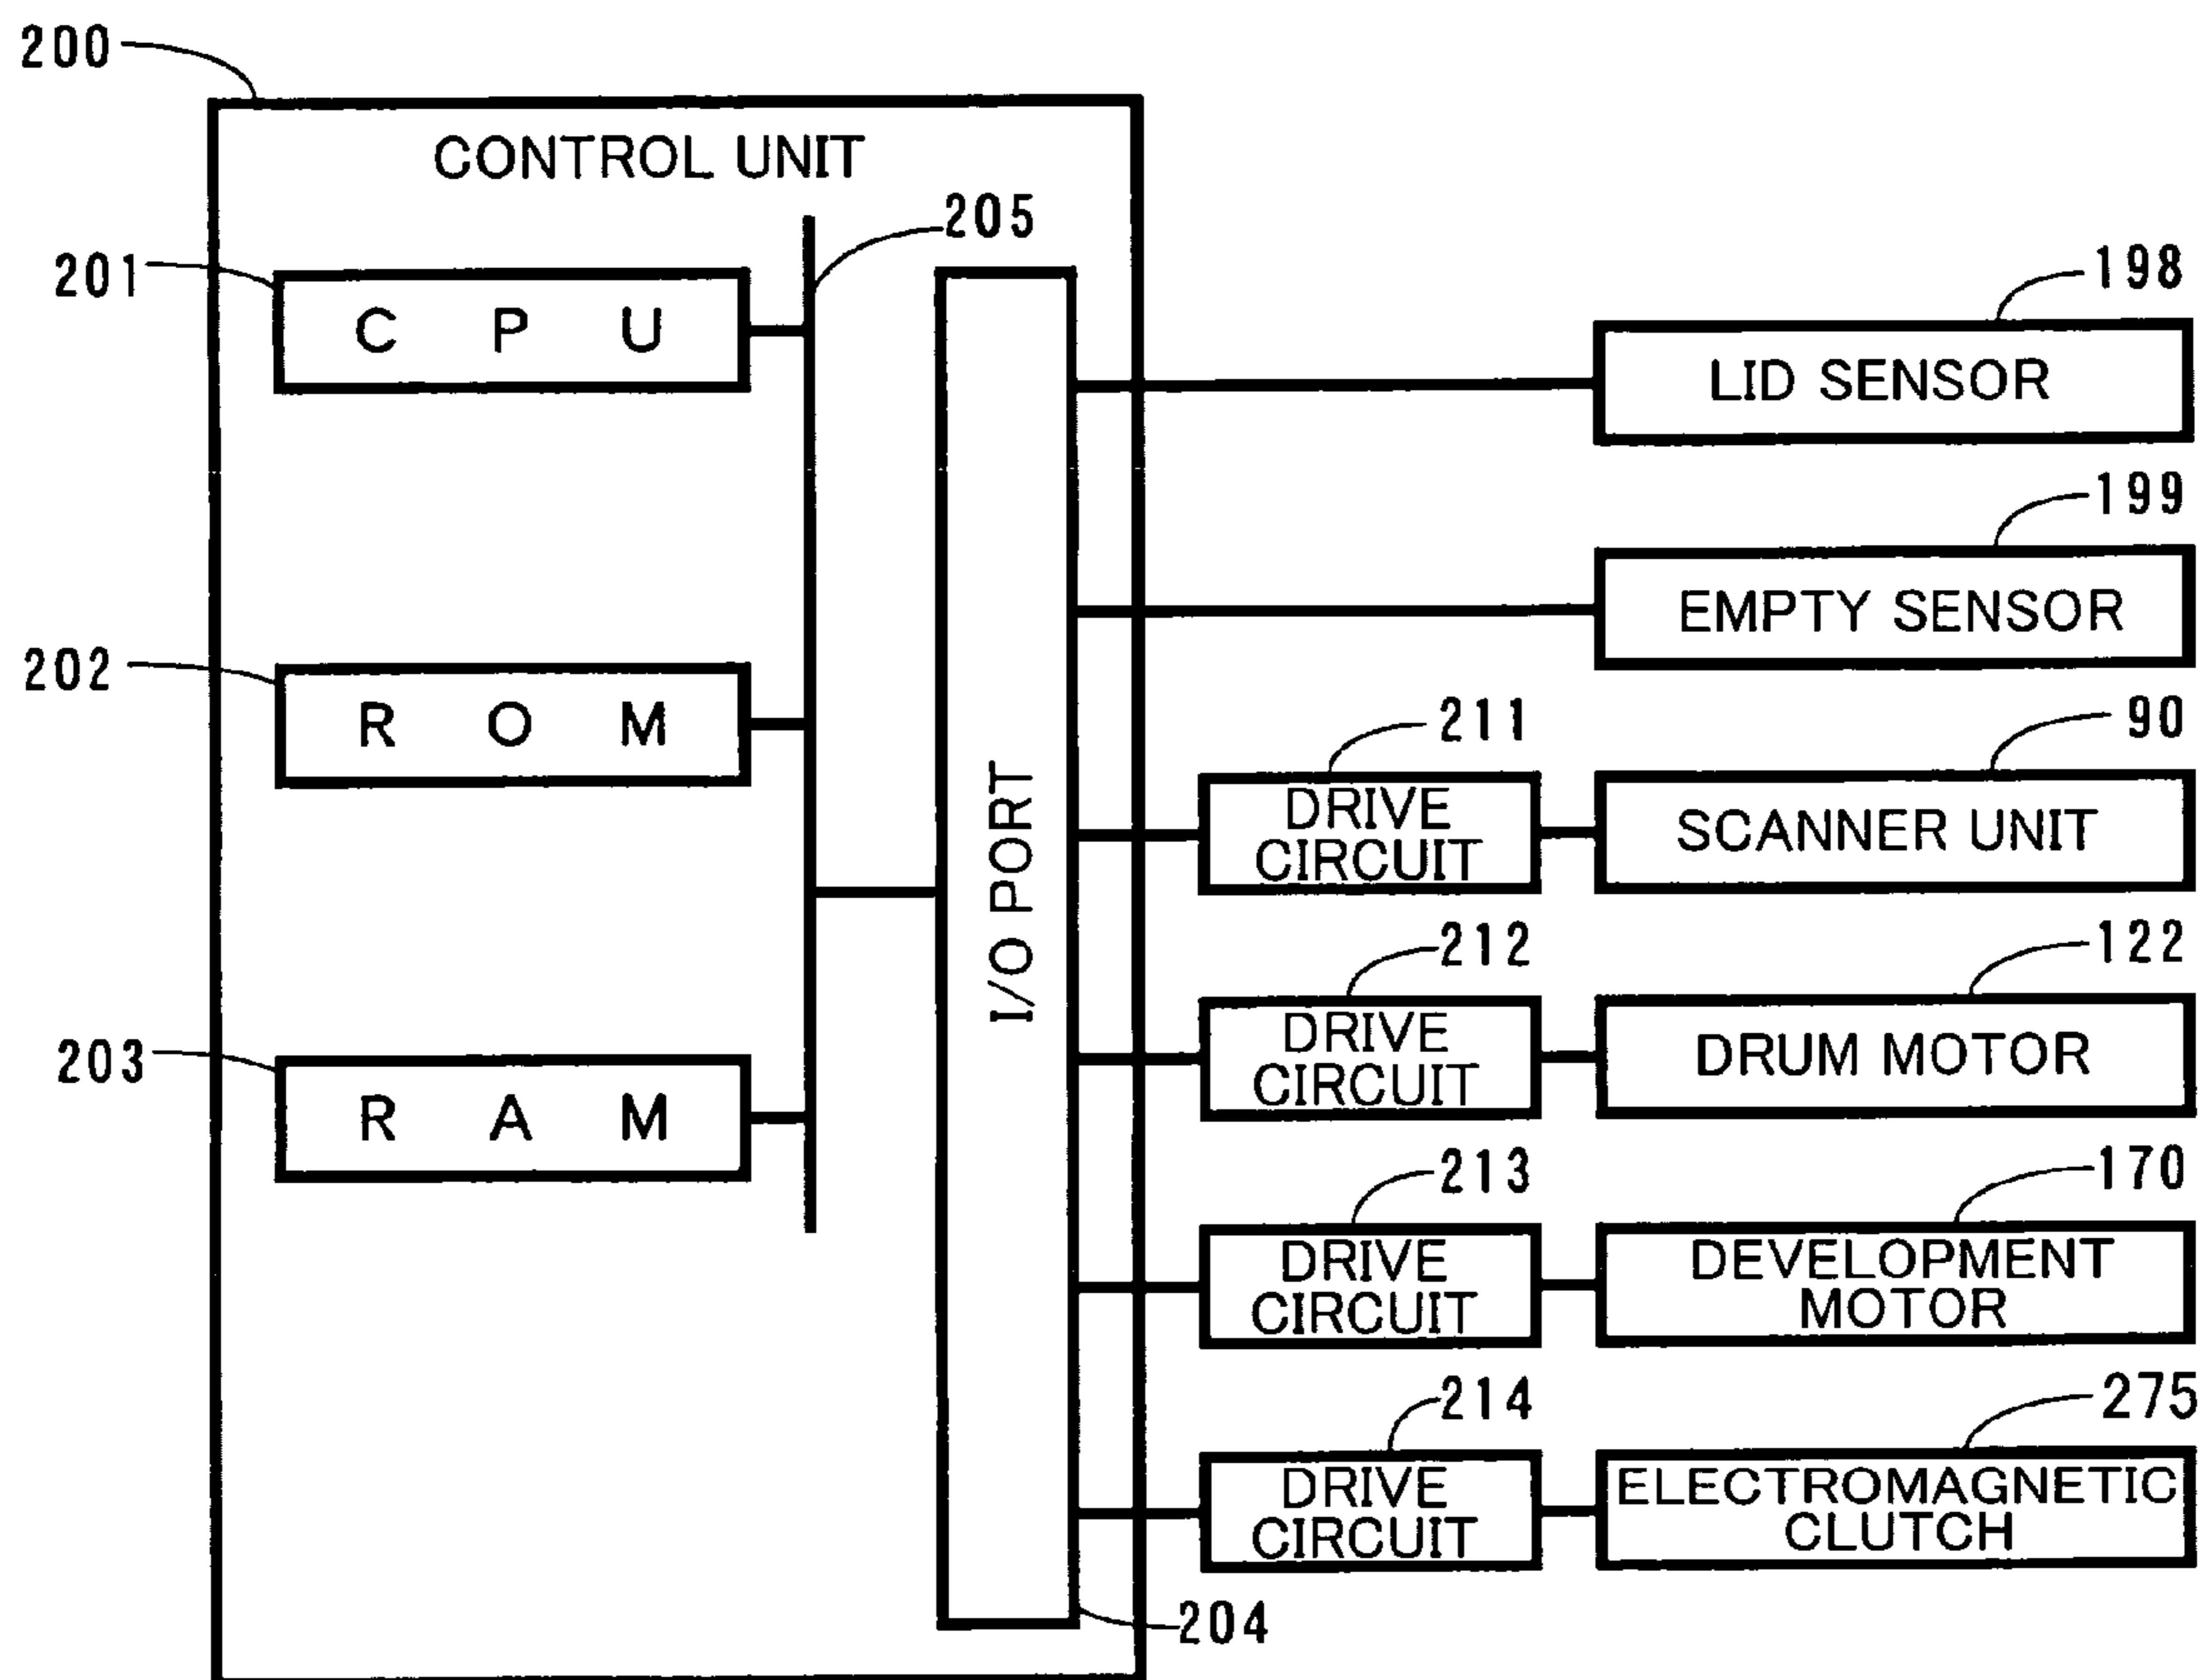 200
CONTROL UNIT
205
201
C P U
198
LID SENSOR
199
EMPTY SENSOR
202
R O M
211
90
DRIVE
CIRCUIT
SCANNER UNIT
I/O PORT
212
122
DRIVE
CIRCUIT
DRUM MOTOR
203
R A M
213
170
DRIVE
CIRCUIT
DEVELOPMENT
MOTOR
214
275
DRIVE
CIRCUIT
ELECTROMAGNETIC
CLUTCH
204